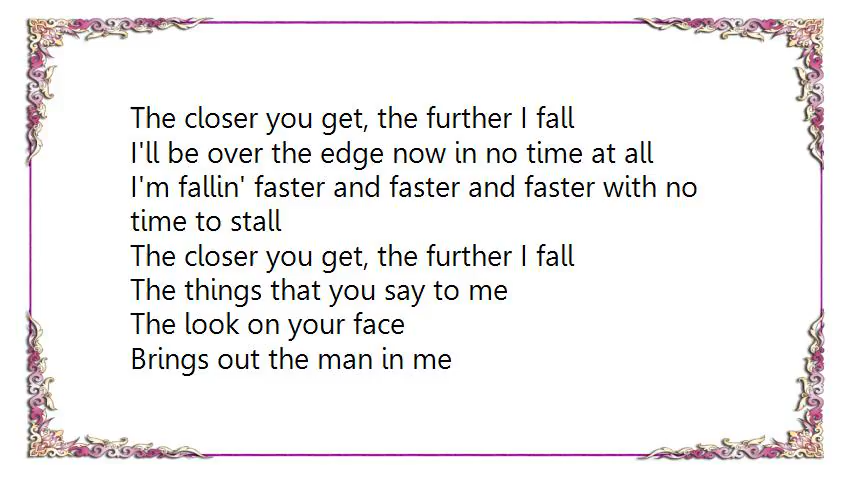 The closer you get, the further I fall
I'll be over the edge now in no time at all
I'm fallin' faster and faster and faster with no
time to stall
The closer you get, the further I fall
The things that you say to me
The look on your face
Brings out the man in me